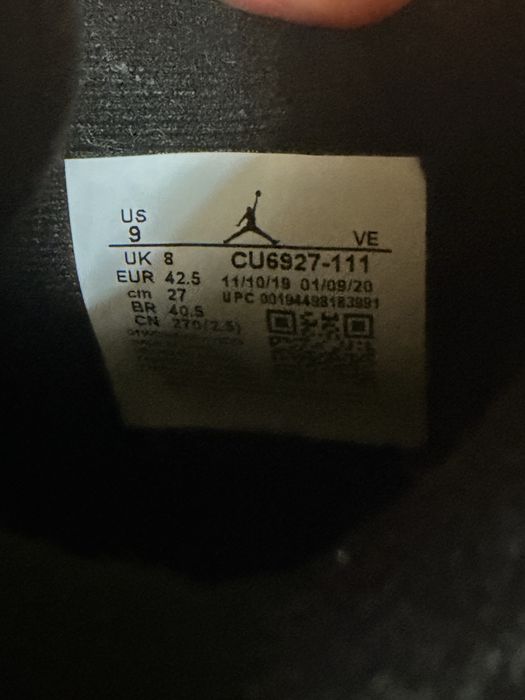 US
9
VE
UK 8 CU6927-111
EUR 42.5 11/10/19 01/09/20
cm 27 UPC 00194498183991
BR 40.5
CN 270(2.5)